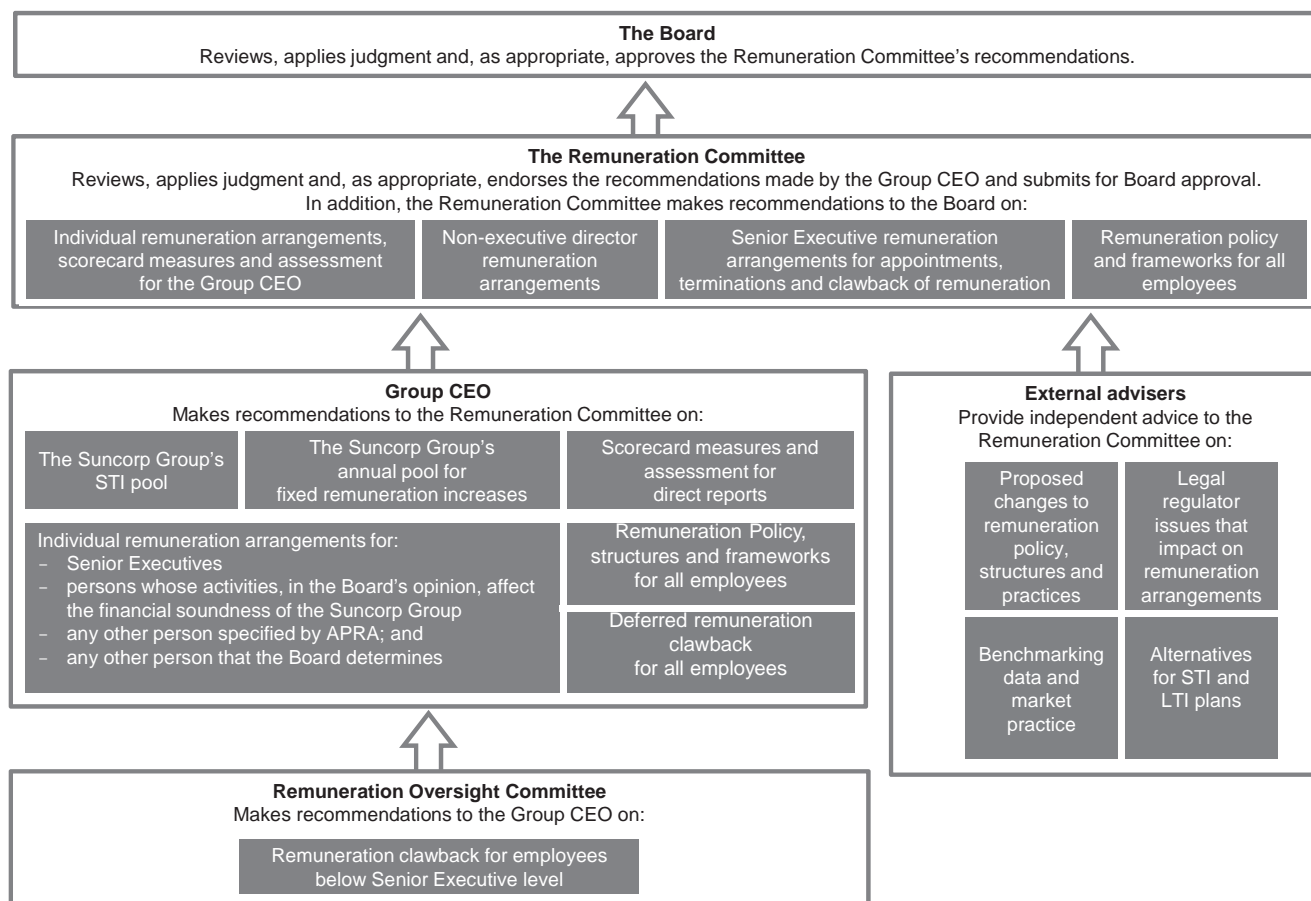 The Board
Reviews, applies judgment and, as appropriate, approves the Remuneration Committee's recommendations.
The Remuneration Committee
Reviews, applies judgment and, as appropriate, endorses the recommendations made by the Group CEO and submits for Board approval.
In addition, the Remuneration Committee makes recommendations to the Board on:
Individual remuneration arrangements,
scorecard measures and assessment
for the Group CEO
Non-executive director
remuneration
arrangements
Senior Executive remuneration
arrangements for appointments,
terminations and clawback of remuneration
Remuneration policy
and frameworks for all
employees
Group CEO
Makes recommendations to the Remuneration Committee on:
The Suncorp Group's
STI pool
The Suncorp Group's
annual pool for
fixed remuneration increases
Scorecard measures and
assessment for
direct reports
Individual remuneration arrangements for:
– Senior Executives
– persons whose activities, in the Board's opinion, affect
the financial soundness of the Suncorp Group
– any other person specified by APRA; and
– any other person that the Board determines
Remuneration Policy,
structures and frameworks
for all employees
Deferred remuneration
clawback
for all employees
External advisers
Provide independent advice to the
Remuneration Committee on:
Proposed
changes to
remuneration
policy,
structures and
practices
Legal
regulator
issues that
impact on
remuneration
arrangements
Benchmarking
data and
market
practice
Alternatives
for STI and
LTI plans
Remuneration Oversight Committee
Makes recommendations to the Group CEO on:
Remuneration clawback for employees
below Senior Executive level